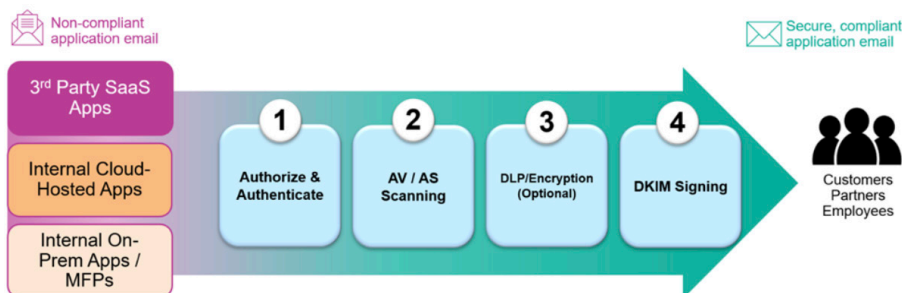 Non-compliant
application email
Secure, compliant
application email
3rd Party SaaS
Apps
Internal Cloud-
Hosted Apps
Internal On-
Prem Apps /
MFPs
1
Authorize &
Authenticate
2
AV / AS
Scanning
3
DLP/Encryption
(Optional)
4
DKIM Signing
Customers
Partners
Employees